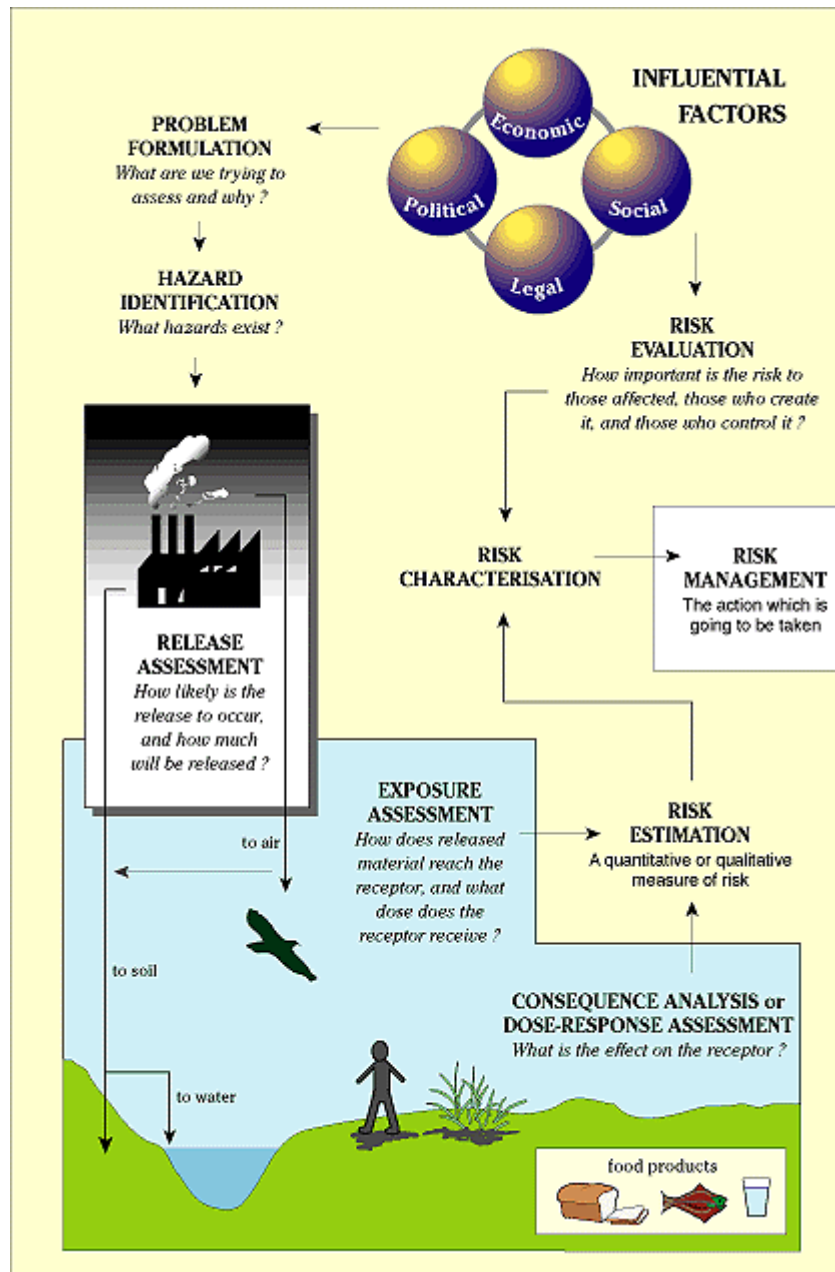 INFLUENTIAL
FACTORS
Economic
Political
Social
Legal
PROBLEM
FORMULATION
What are we trying to
assess and why ?
HAZARD
IDENTIFICATION
What hazards exist ?
RISK
EVALUATION
How important is the risk to
those affected, those who create
it, and those who control it ?
RISK
CHARACTERISATION
RISK
MANAGEMENT
The action which is
going to be taken
RELEASE
ASSESSMENT
How likely is the
release to occur,
and how much
will be released ?
EXPOSURE
ASSESSMENT
How does released
material reach the
receptor, and what
dose does the
receptor receive ?
RISK
ESTIMATION
A quantitative or qualitative
measure of risk
to air
to soil
to water
CONSEQUENCE ANALYSIS or
DOSE-RESPONSE ASSESSMENT
What is the effect on the receptor ?
food products